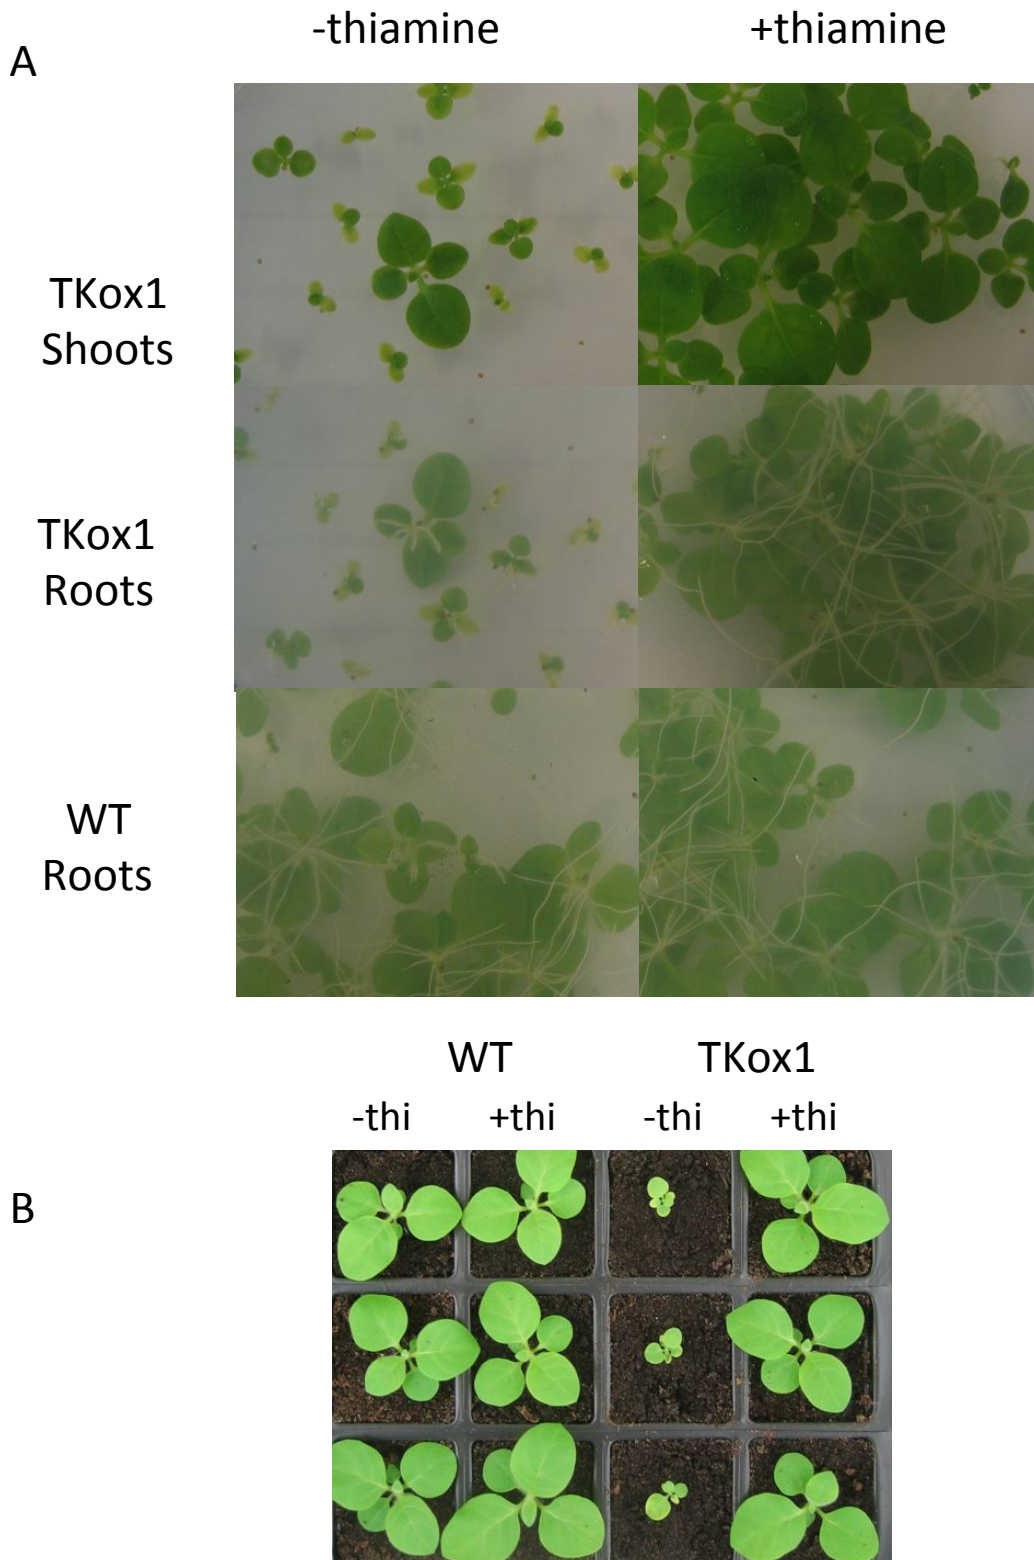 -thiamine +thiamine
A
TKox1
Shoots
TKox1
Roots
WT
Roots
WT TKox1
-thi +thi -thi +thi
B